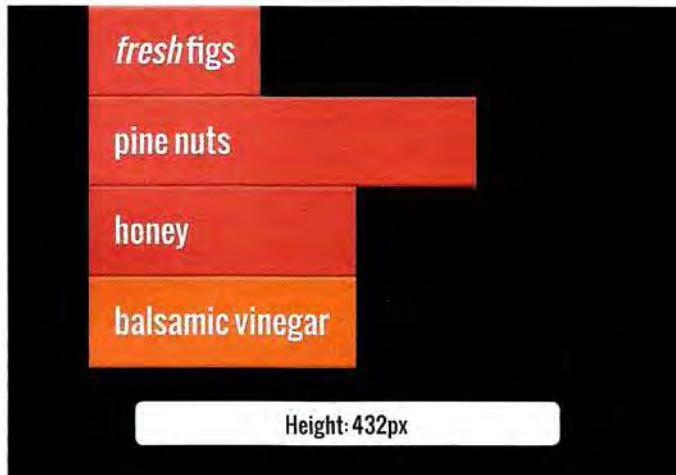 fresh figs
pine nuts
honey
balsamic vinegar
Height: 432px